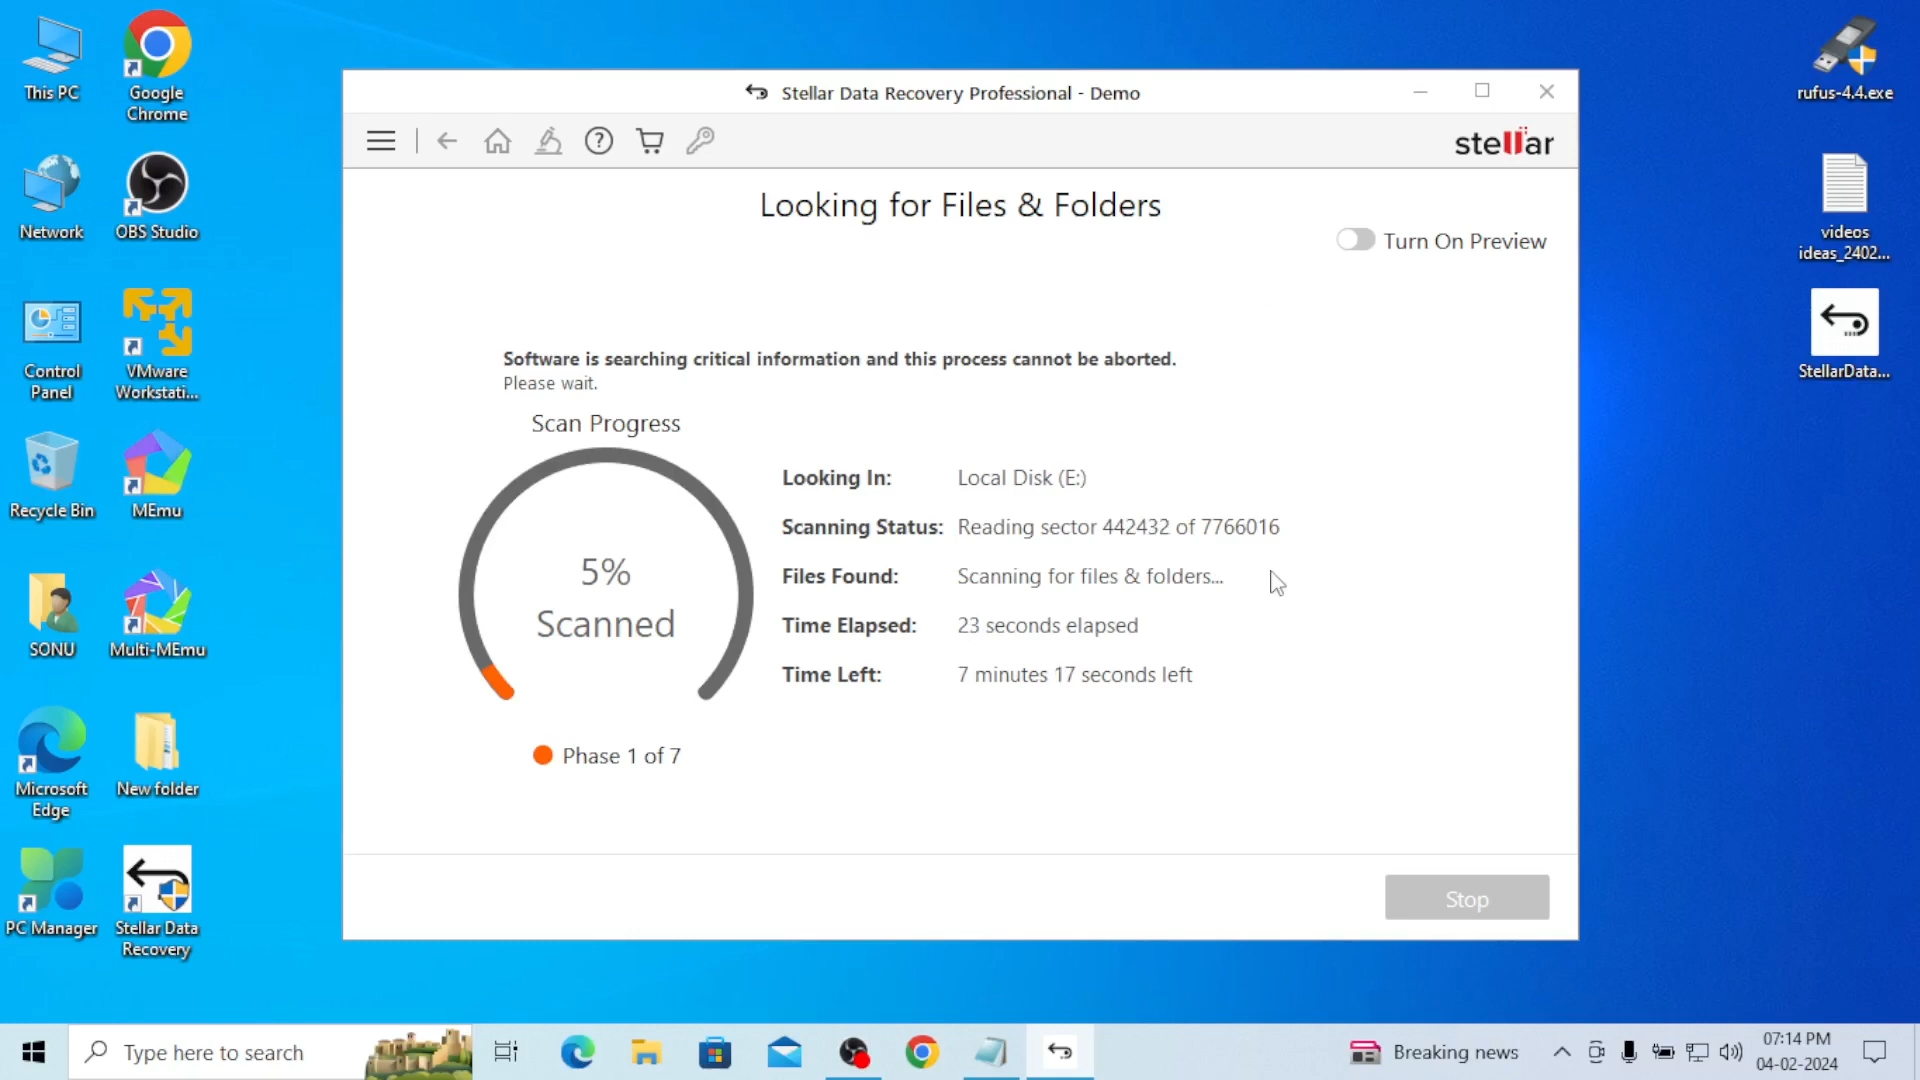 This PC
Google
Chrome
Network
OBS Studio
Control
Panel
VMware
Workstati...
Recycle Bin
MEmu
SONU
Multi-MEmu
Microsoft
Edge
New folder
PC Manager
Stellar Data
Recovery
Stellar Data Recovery Professional - Demo
stellar
Looking for Files & Folders
Turn On Preview
Software is searching critical information and this process cannot be aborted.
Please wait.
Scan Progress
5%
Scanned
Phase 1 of 7
Looking In: Local Disk (E:)
Scanning Status: Reading sector 442432 of 7766016
Files Found: Scanning for files & folders...
Time Elapsed: 23 seconds elapsed
Time Left: 7 minutes 17 seconds left
Stop
rufus-4.4.exe
videos
ideas_2402...
StellarData...
Type here to search
Breaking news
07:14 PM
04-02-2024